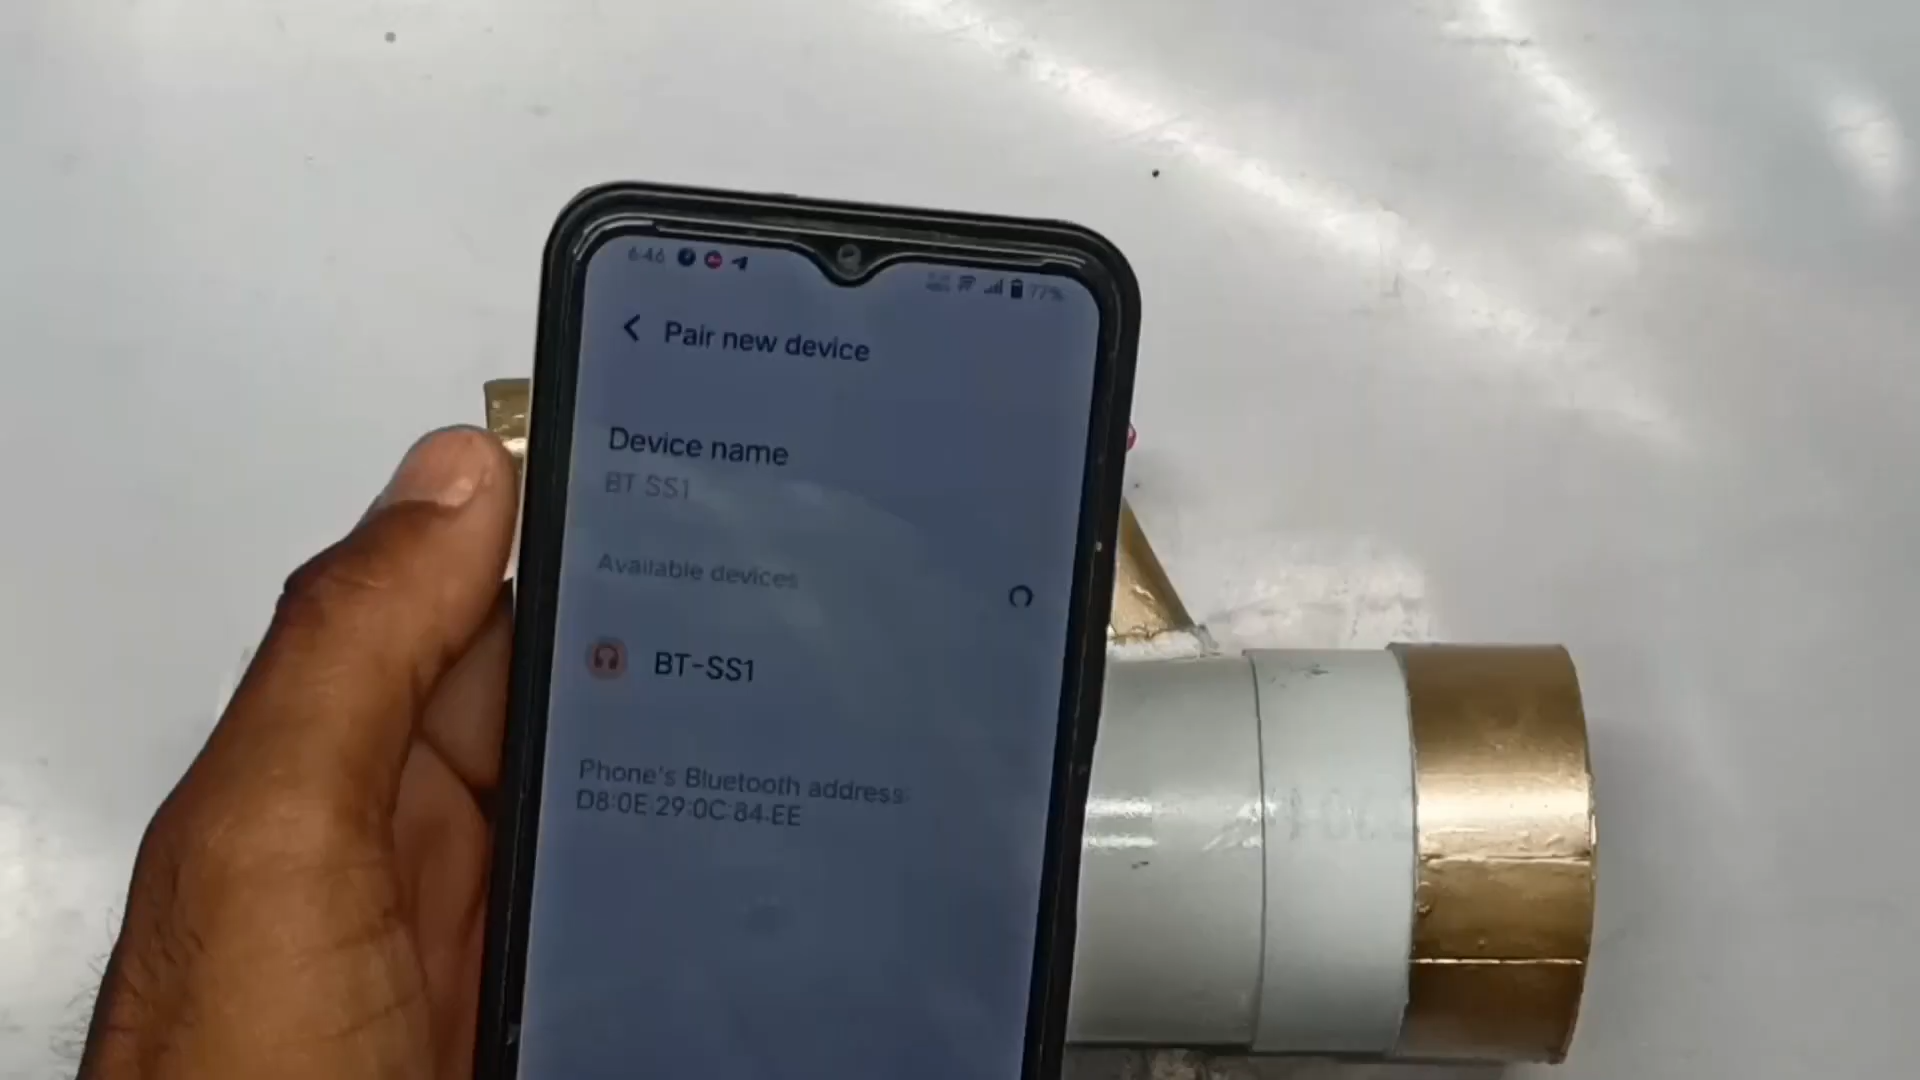 6:46
77%
Pair new device
Device name
BT SS1
Available devices
BT-SS1
Phone's Bluetooth address:
D8:0E:29:0C:84:EE